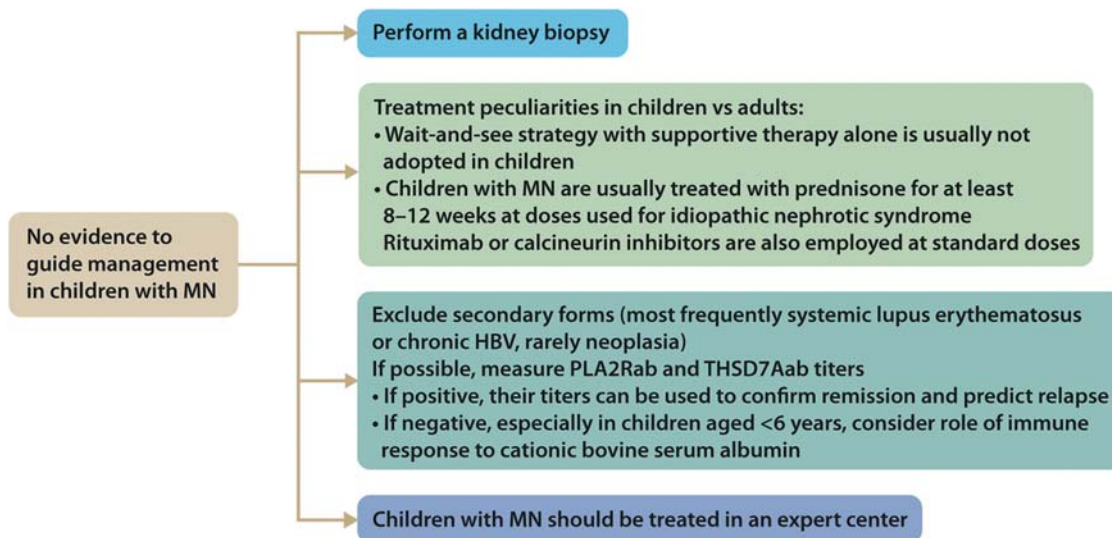 Perform a kidney biopsy
Treatment peculiarities in children vs adults:
• Wait-and-see strategy with supportive therapy alone is usually not
adopted in children
• Children with MN are usually treated with prednisone for at least
8–12 weeks at doses used for idiopathic nephrotic syndrome
Rituximab or calcineurin inhibitors are also employed at standard doses
No evidence to
guide management
in children with MN
Exclude secondary forms (most frequently systemic lupus erythematosus
or chronic HBV, rarely neoplasia)
If possible, measure PLA2Rab and THSD7Aab titers
• If positive, their titers can be used to confirm remission and predict relapse
• If negative, especially in children aged <6 years, consider role of immune
response to cationic bovine serum albumin
Children with MN should be treated in an expert center